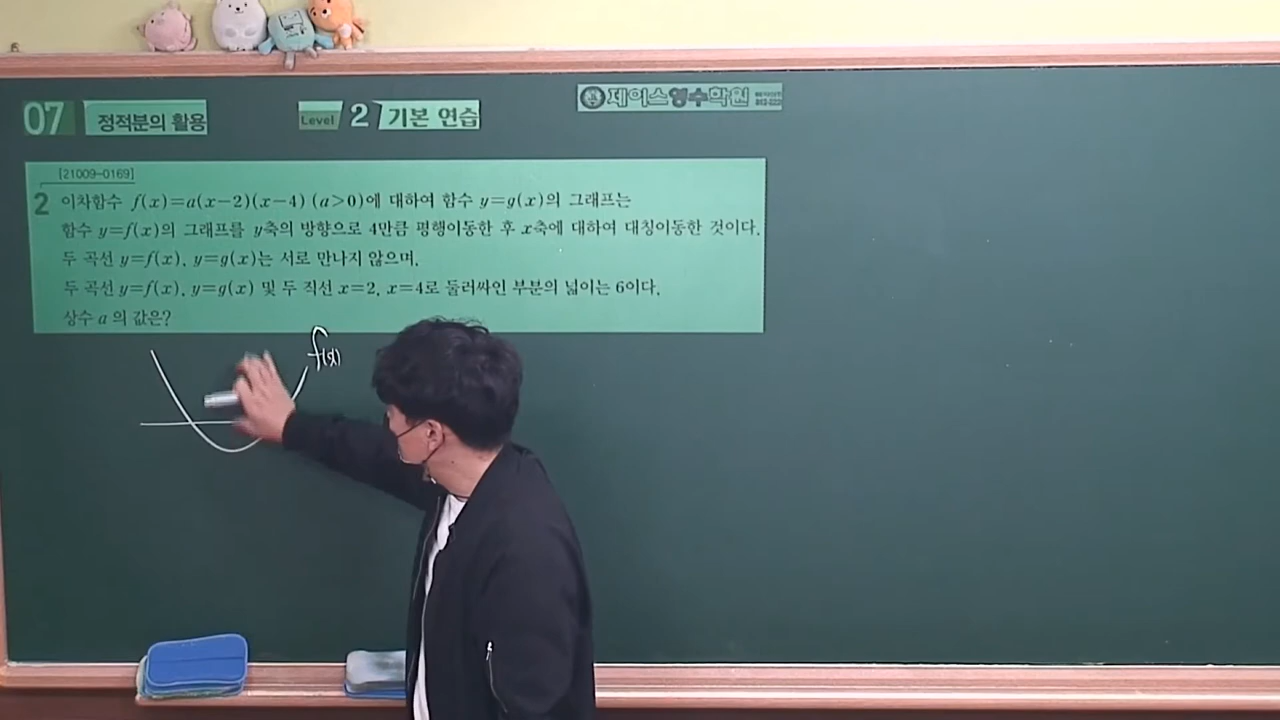 07 정적분의 활용 Level 2 기본 연습
제이스영수학원
[21009-0169]
2 이차함수 f(x)=a(x-2)(x-4) (a>0)에 대하여 함수 y=g(x)의 그래프는
함수 y=f(x)의 그래프를 y축의 방향으로 4만큼 평행이동한 후 x축에 대하여 대칭이동한 것이다.
두 곡선 y=f(x), y=g(x)는 서로 만나지 않으며,
두 곡선 y=f(x), y=g(x) 및 두 직선 x=2, x=4로 둘러싸인 부분의 넓이는 6이다.
상수 a의 값은?
f(x)